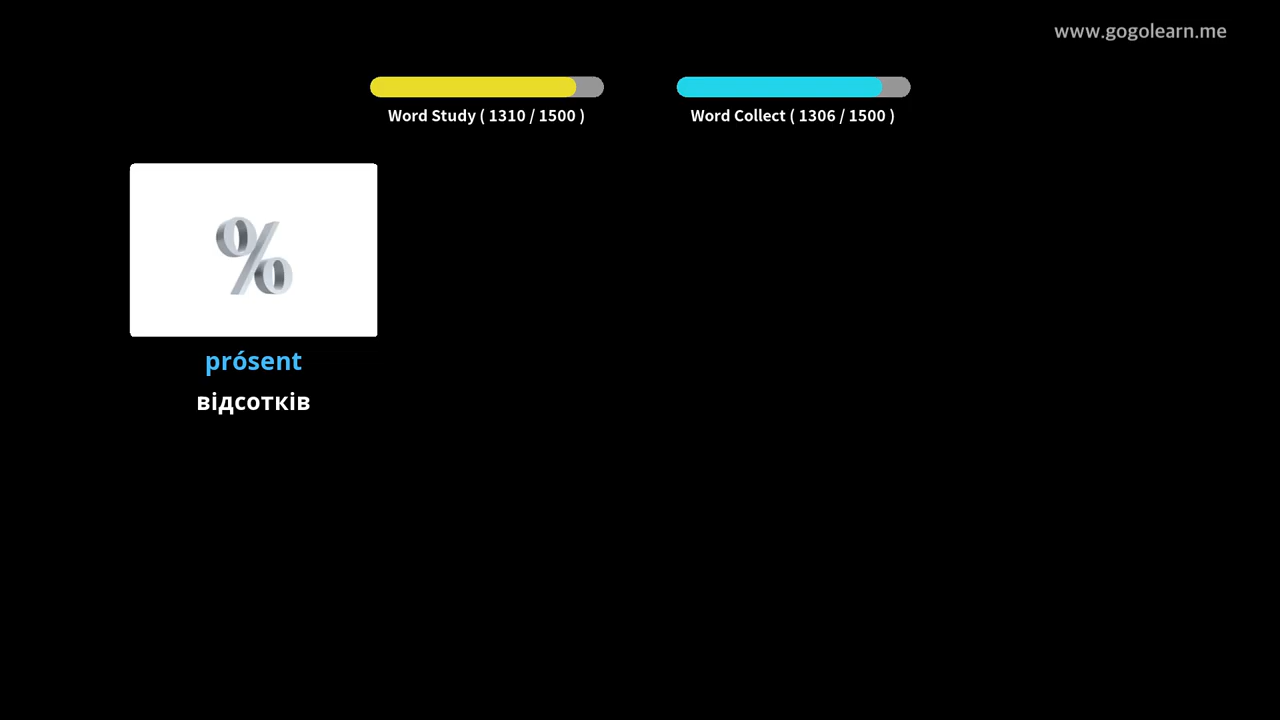 www.gogolearn.me
Word Study ( 1310 / 1500 )
Word Collect ( 1306 / 1500 )
%
prósent
відсотків